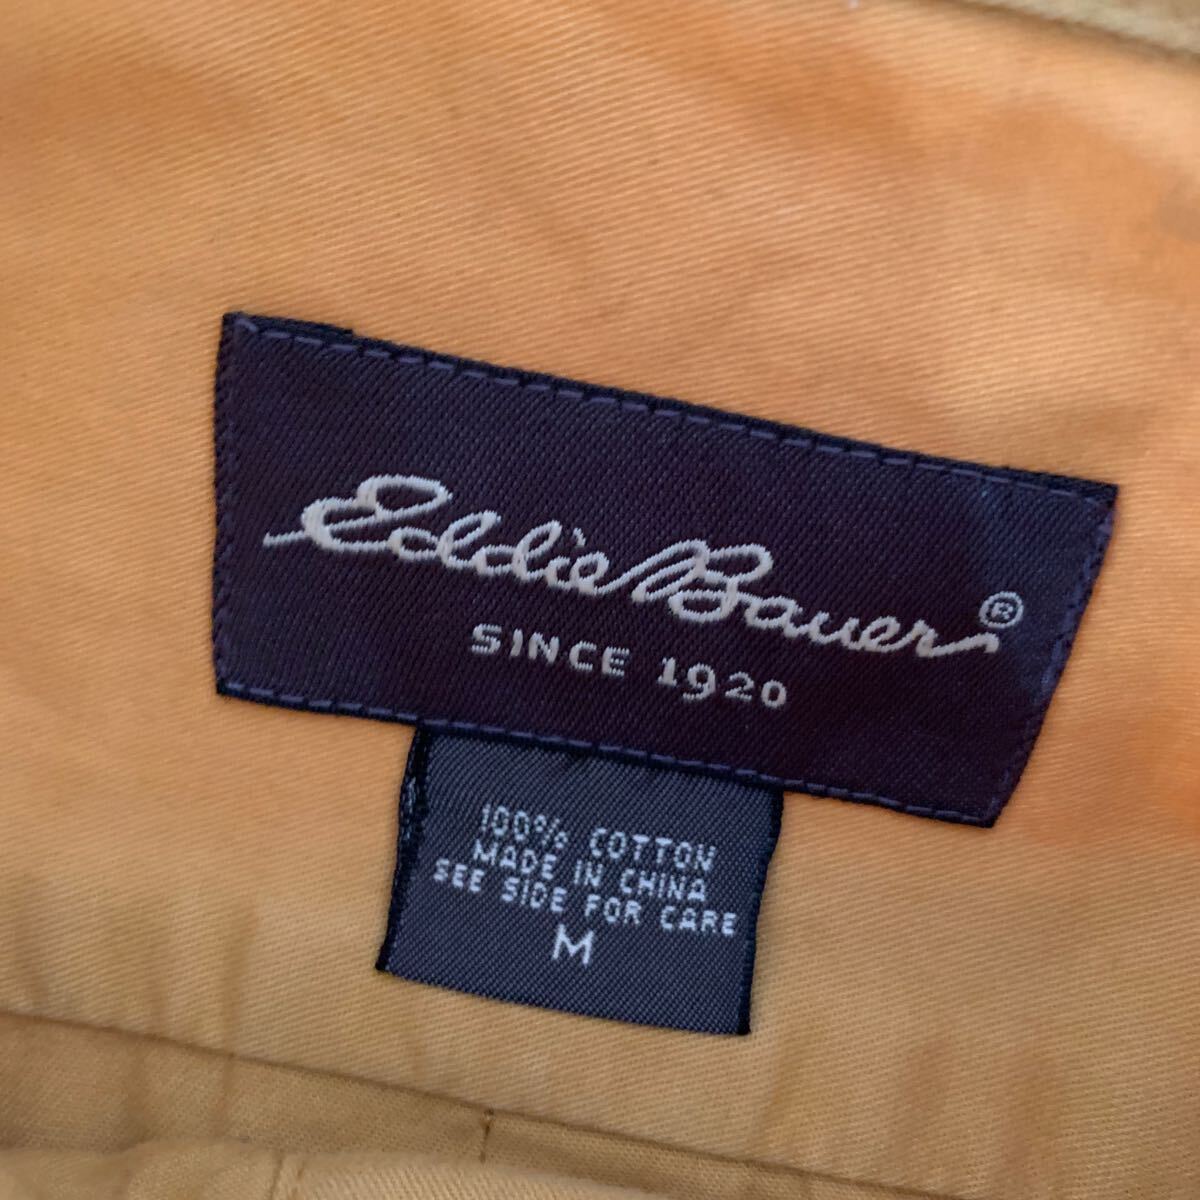 Eddie Bauer®
SINCE 1920
100% COTTON
MADE IN CHINA
SEE SIDE FOR CARE
M